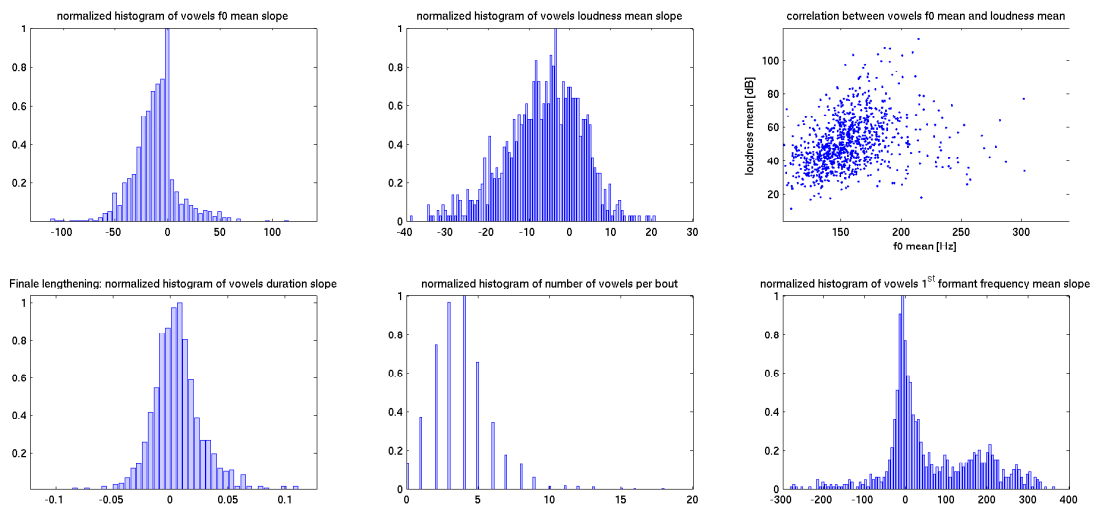 normalized histogram of vowels f0 mean slope
1
0.8
0.6
0.4
0.2
-100 -50 0 50 100
normalized histogram of vowels loudness mean slope
1
0.8
0.6
0.4
0.2
0
-40 -30 -20 -10 0 10 20 30
correlation between vowels f0 mean and loudness mean
loudness mean [dB]
100
80
60
40
20
150 200 250 300
f0 mean [Hz]
Finale lengthening: normalized histogram of vowels duration slope
1
0.8
0.6
0.4
0.2
-0.1 -0.05 0 0.05 0.1
normalized histogram of number of vowels per bout
1
0.8
0.6
0.4
0.2
0
0 5 10 15 20
normalized histogram of vowels 1st formant frequency mean slope
1
0.8
0.6
0.4
0.2
0
-300 -200 -100 0 100 200 300 400